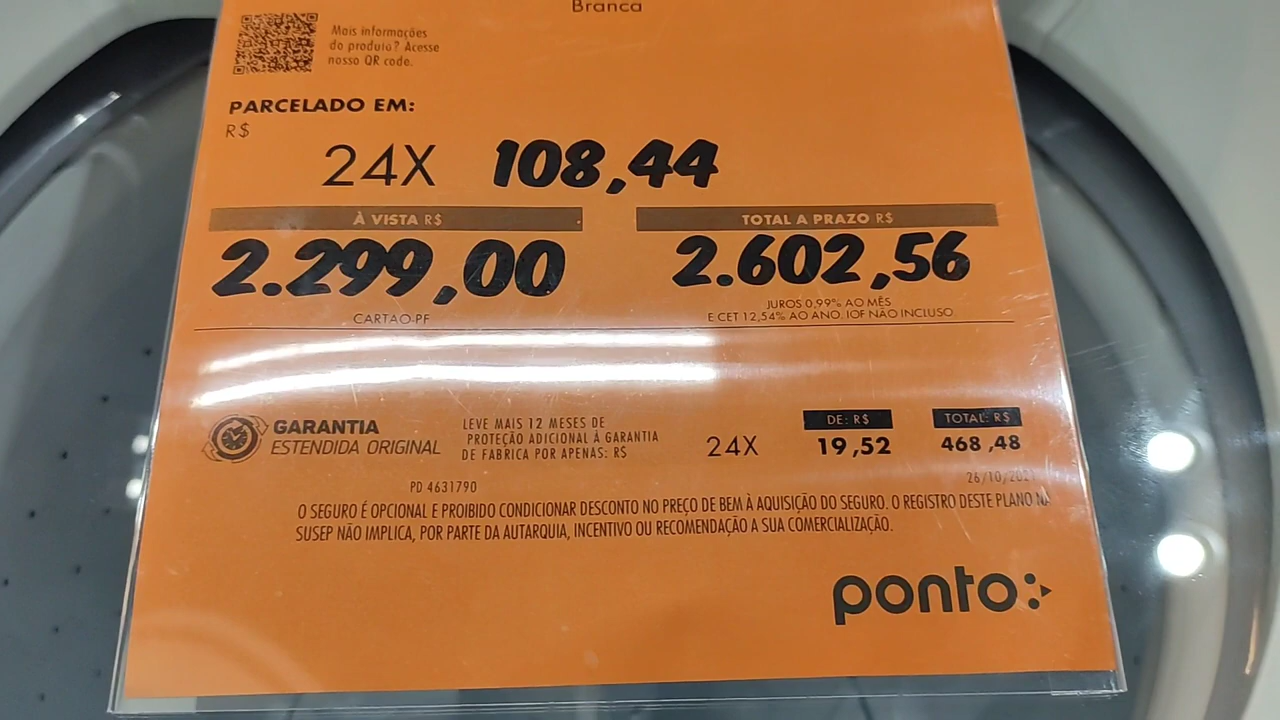 Branca
Mais informações
do produto? Acesse
nosso QR code.
PARCELADO EM:
R$
24X 108,44
À VISTA R$
2.299,00
CARTAO-PF
TOTAL A PRAZO R$
2.602,56
JUROS 0,99% AO MÊS
E CET 12,54% AO ANO. IOF NÃO INCLUSO
GARANTIA
ESTENDIDA ORIGINAL
LEVE MAIS 12 MESES DE
PROTEÇÃO ADICIONAL À GARANTIA
DE FABRICA POR APENAS: R$
24X
DE: R$
19,52
TOTAL: R$
468,48
26/10/2021
PD 4631790
O SEGURO É OPCIONAL E PROIBIDO CONDICIONAR DESCONTO NO PREÇO DE BEM À AQUISIÇÃO DO SEGURO. O REGISTRO DESTE PLANO NA
SUSEP NÃO IMPLICA, POR PARTE DA AUTARQUIA, INCENTIVO OU RECOMENDAÇÃO A SUA COMERCIALIZAÇÃO.
ponto:>